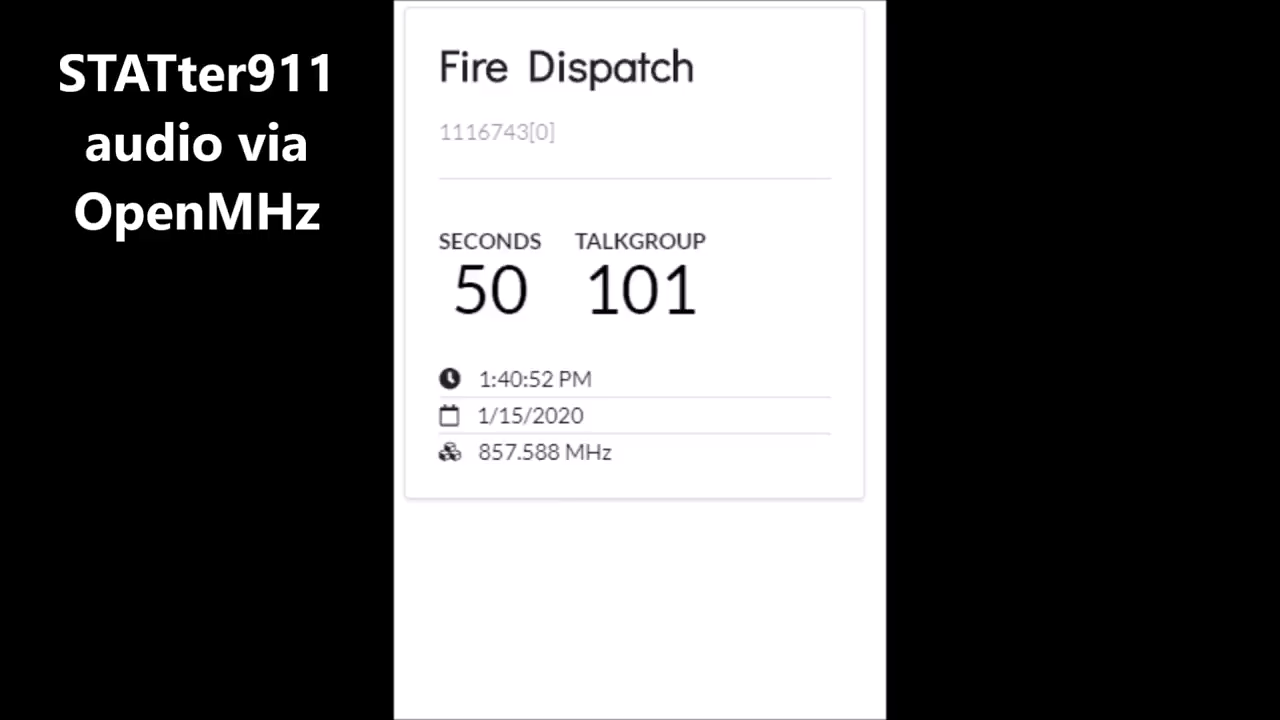 STATter911
audio via
OpenMHz
Fire Dispatch
1116743[0]
SECONDS TALKGROUP
50 101
1:40:52 PM
1/15/2020
857.588 MHz